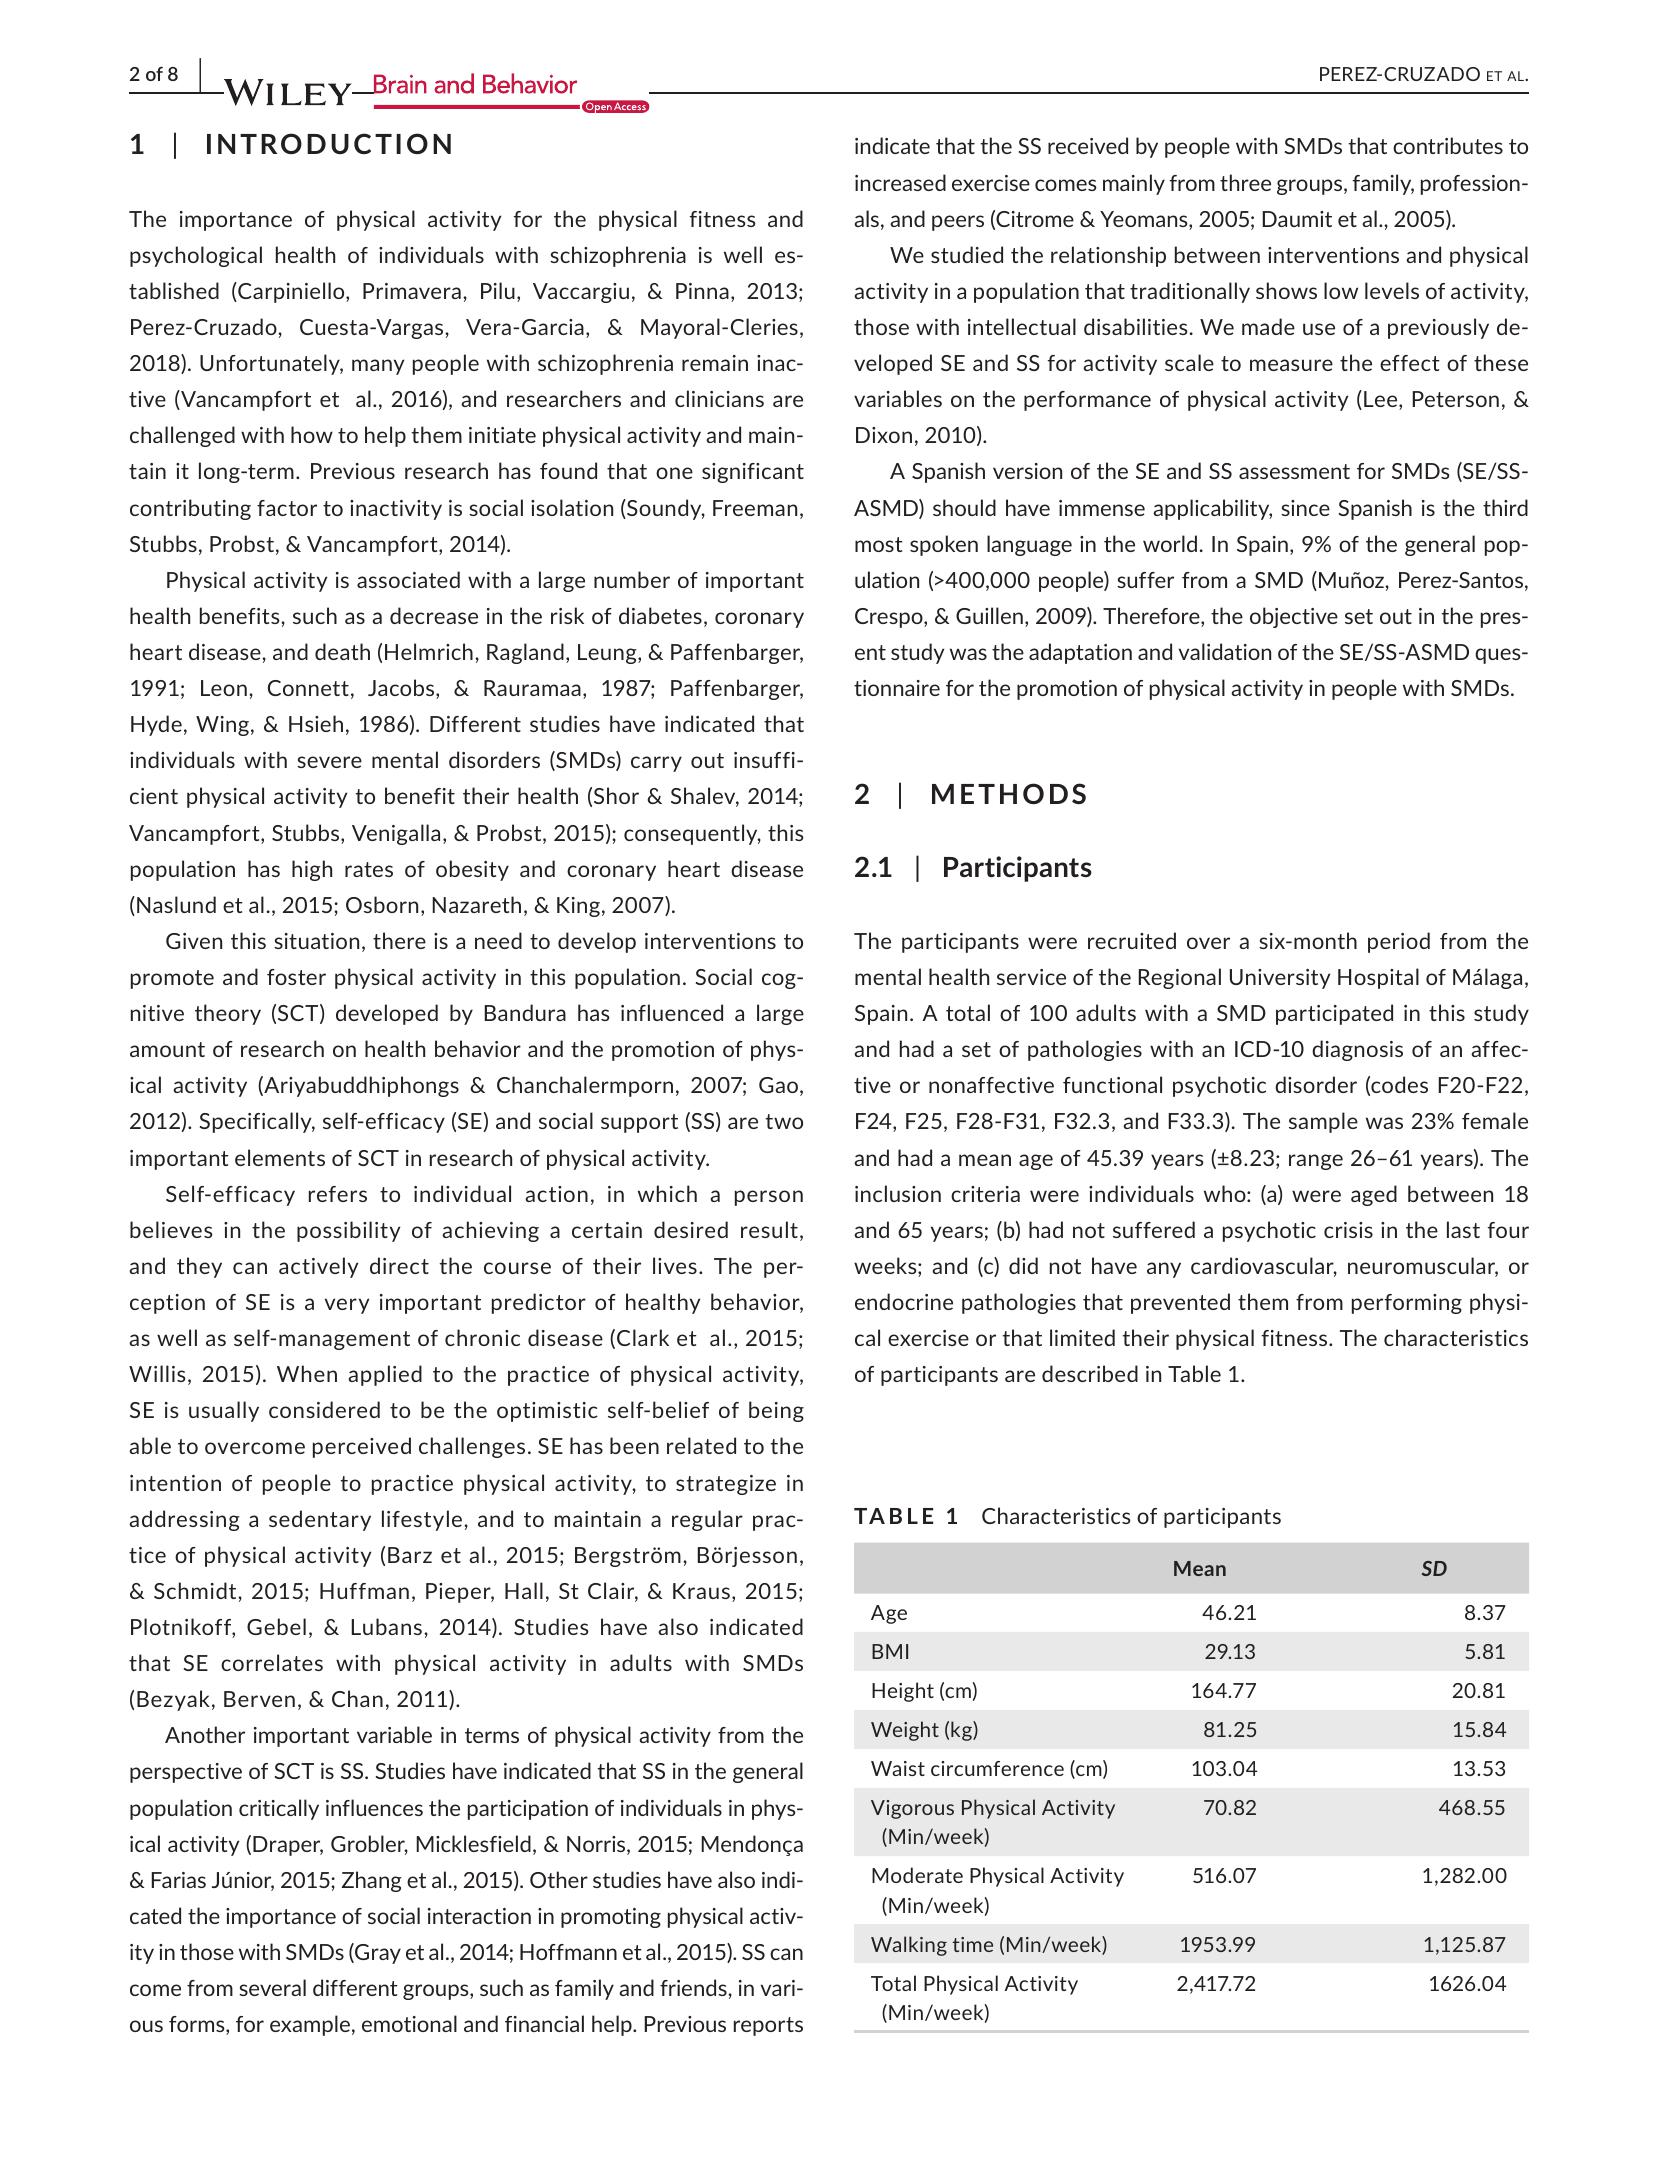 2 of 8
WILEY
Brain and Behavior
Open Access
PEREZ-CRUZADO ET AL.
1 | INTRODUCTION
The importance of physical activity for the physical fitness and
psychological health of individuals with schizophrenia is well es-
tablished (Carpiniello, Primavera, Pilu, Vaccargiu, & Pinna, 2013;
Perez-Cruzado, Cuesta-Vargas, Vera-Garcia, & Mayoral-Cleries,
2018). Unfortunately, many people with schizophrenia remain inac-
tive (Vancampfort et al., 2016), and researchers and clinicians are
challenged with how to help them initiate physical activity and main-
tain it long-term. Previous research has found that one significant
contributing factor to inactivity is social isolation (Soundy, Freeman,
Stubbs, Probst, & Vancampfort, 2014).
Physical activity is associated with a large number of important
health benefits, such as a decrease in the risk of diabetes, coronary
heart disease, and death (Helmrich, Ragland, Leung, & Paffenbarger,
1991; Leon, Connett, Jacobs, & Rauramaa, 1987; Paffenbarger,
Hyde, Wing, & Hsieh, 1986). Different studies have indicated that
individuals with severe mental disorders (SMDs) carry out insuffi-
cient physical activity to benefit their health (Shor & Shalev, 2014;
Vancampfort, Stubbs, Venigalla, & Probst, 2015); consequently, this
population has high rates of obesity and coronary heart disease
(Naslund et al., 2015; Osborn, Nazareth, & King, 2007).
Given this situation, there is a need to develop interventions to
promote and foster physical activity in this population. Social cog-
nitive theory (SCT) developed by Bandura has influenced a large
amount of research on health behavior and the promotion of phys-
ical activity (Ariyabuddhiphongs & Chanchalermporn, 2007; Gao,
2012). Specifically, self-efficacy (SE) and social support (SS) are two
important elements of SCT in research of physical activity.
Self-efficacy refers to individual action, in which a person
believes in the possibility of achieving a certain desired result,
and they can actively direct the course of their lives. The per-
ception of SE is a very important predictor of healthy behavior,
as well as self-management of chronic disease (Clark et al., 2015;
Willis, 2015). When applied to the practice of physical activity,
SE is usually considered to be the optimistic self-belief of being
able to overcome perceived challenges. SE has been related to the
intention of people to practice physical activity, to strategize in
addressing a sedentary lifestyle, and to maintain a regular prac-
tice of physical activity (Barz et al., 2015; Bergström, Börjesson,
& Schmidt, 2015; Huffman, Pieper, Hall, St Clair, & Kraus, 2015;
Plotnikoff, Gebel, & Lubans, 2014). Studies have also indicated
that SE correlates with physical activity in adults with SMDs
(Bezyak, Berven, & Chan, 2011).
Another important variable in terms of physical activity from the
perspective of SCT is SS. Studies have indicated that SS in the general
population critically influences the participation of individuals in phys-
ical activity (Draper, Grobler, Micklesfield, & Norris, 2015; Mendonça
& Farias Júnior, 2015; Zhang et al., 2015). Other studies have also indi-
cated the importance of social interaction in promoting physical activ-
ity in those with SMDs (Gray et al., 2014; Hoffmann et al., 2015). SS can
come from several different groups, such as family and friends, in vari-
ous forms, for example, emotional and financial help. Previous reports
indicate that the SS received by people with SMDs that contributes to
increased exercise comes mainly from three groups, family, profession-
als, and peers (Citrome & Yeomans, 2005; Daumit et al., 2005).
We studied the relationship between interventions and physical
activity in a population that traditionally shows low levels of activity,
those with intellectual disabilities. We made use of a previously de-
veloped SE and SS for activity scale to measure the effect of these
variables on the performance of physical activity (Lee, Peterson, &
Dixon, 2010).
A Spanish version of the SE and SS assessment for SMDs (SE/SS-
ASMD) should have immense applicability, since Spanish is the third
most spoken language in the world. In Spain, 9% of the general pop-
ulation (>400,000 people) suffer from a SMD (Muñoz, Perez-Santos,
Crespo, & Guillen, 2009). Therefore, the objective set out in the pres-
ent study was the adaptation and validation of the SE/SS-ASMD ques-
tionnaire for the promotion of physical activity in people with SMDs.
2 | METHODS
2.1 | Participants
The participants were recruited over a six-month period from the
mental health service of the Regional University Hospital of Málaga,
Spain. A total of 100 adults with a SMD participated in this study
and had a set of pathologies with an ICD-10 diagnosis of an affec-
tive or nonaffective functional psychotic disorder (codes F20-F22,
F24, F25, F28-F31, F32.3, and F33.3). The sample was 23% female
and had a mean age of 45.39 years (±8.23; range 26–61 years). The
inclusion criteria were individuals who: (a) were aged between 18
and 65 years; (b) had not suffered a psychotic crisis in the last four
weeks; and (c) did not have any cardiovascular, neuromuscular, or
endocrine pathologies that prevented them from performing physi-
cal exercise or that limited their physical fitness. The characteristics
of participants are described in Table 1.
TABLE 1 Characteristics of participants
Mean SD
Age 46.21 8.37
BMI 29.13 5.81
Height (cm) 164.77 20.81
Weight (kg) 81.25 15.84
Waist circumference (cm) 103.04 13.53
Vigorous Physical Activity 70.82 468.55
(Min/week)
Moderate Physical Activity 516.07 1,282.00
(Min/week)
Walking time (Min/week) 1953.99 1,125.87
Total Physical Activity 2,417.72 1626.04
(Min/week)